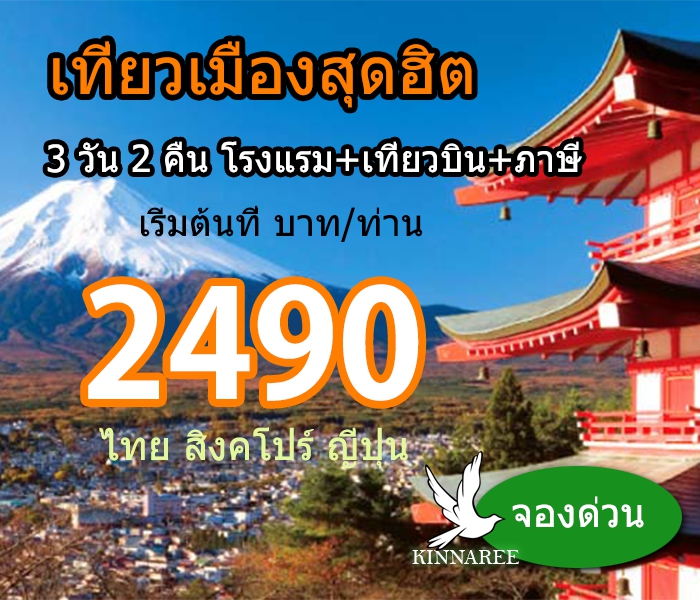 เทียวเมืองสุดฮิต
3 วัน 2 คืน โรงแรม+เทียวบิน+ภาษี
เริมต้นที บาท/ท่าน
2490
ไทย สิงคโปร์ ญีปุน
จองด่วน
KINNAREE